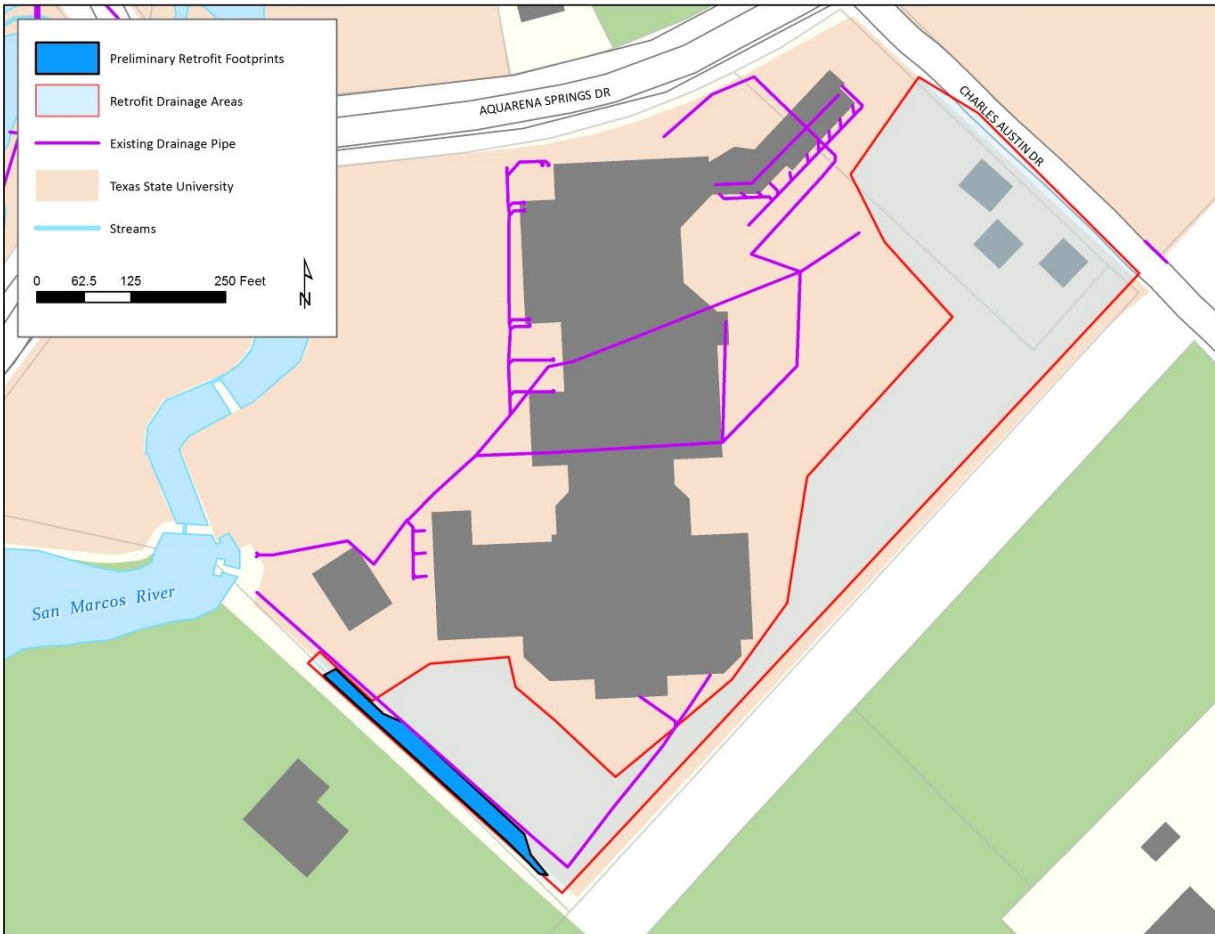 Preliminary Retrofit Footprints
Retrofit Drainage Areas
Existing Drainage Pipe
Texas State University
Streams
0 62.5 125 250 Feet
N
AQUARENA SPRINGS DR
CHARLES AUSTIN DR
San Marcos River